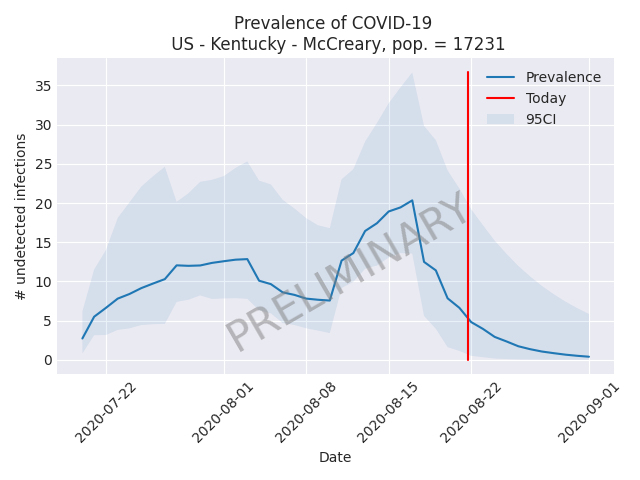 Prevalence of COVID-19
US - Kentucky - McCreary, pop. = 17231
# undetected infections
35
30
25
20
15
10
5
0
Prevalence
Today
95CI
PRELIMINARY
2020-07-22
2020-08-01
2020-08-08
2020-08-15
2020-08-22
2020-09-01
Date